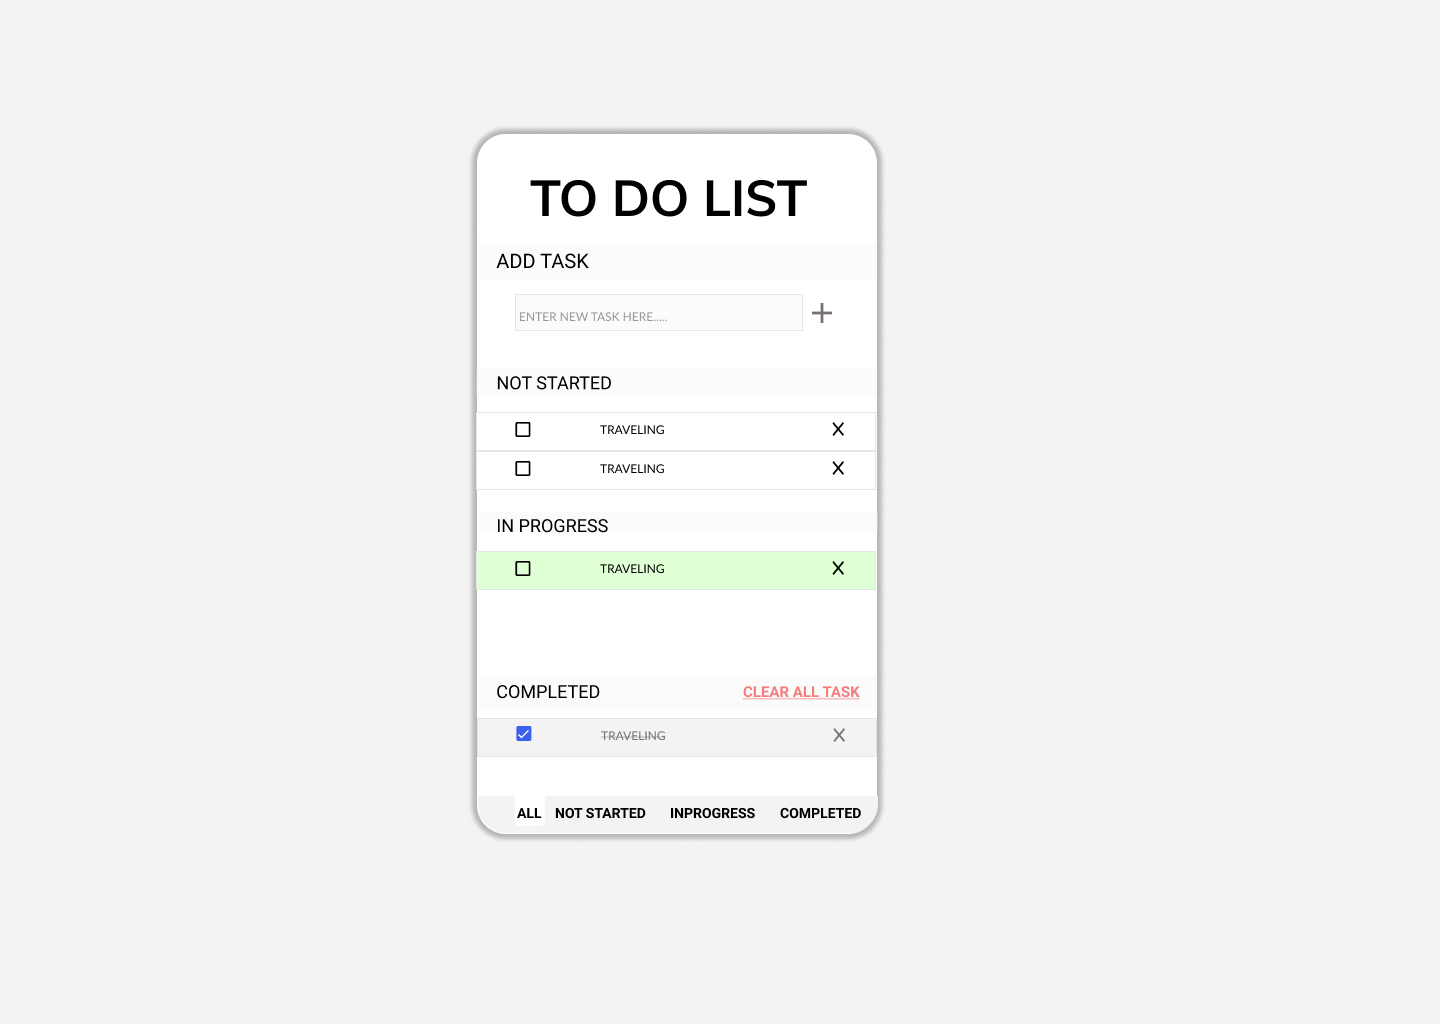 TO DO LIST
ADD TASK
ENTER NEW TASK HERE.....
NOT STARTED
TRAVELING X
TRAVELING X
IN PROGRESS
TRAVELING X
COMPLETED CLEAR ALL TASK
TRAVELING X
ALL NOT STARTED INPROGRESS COMPLETED